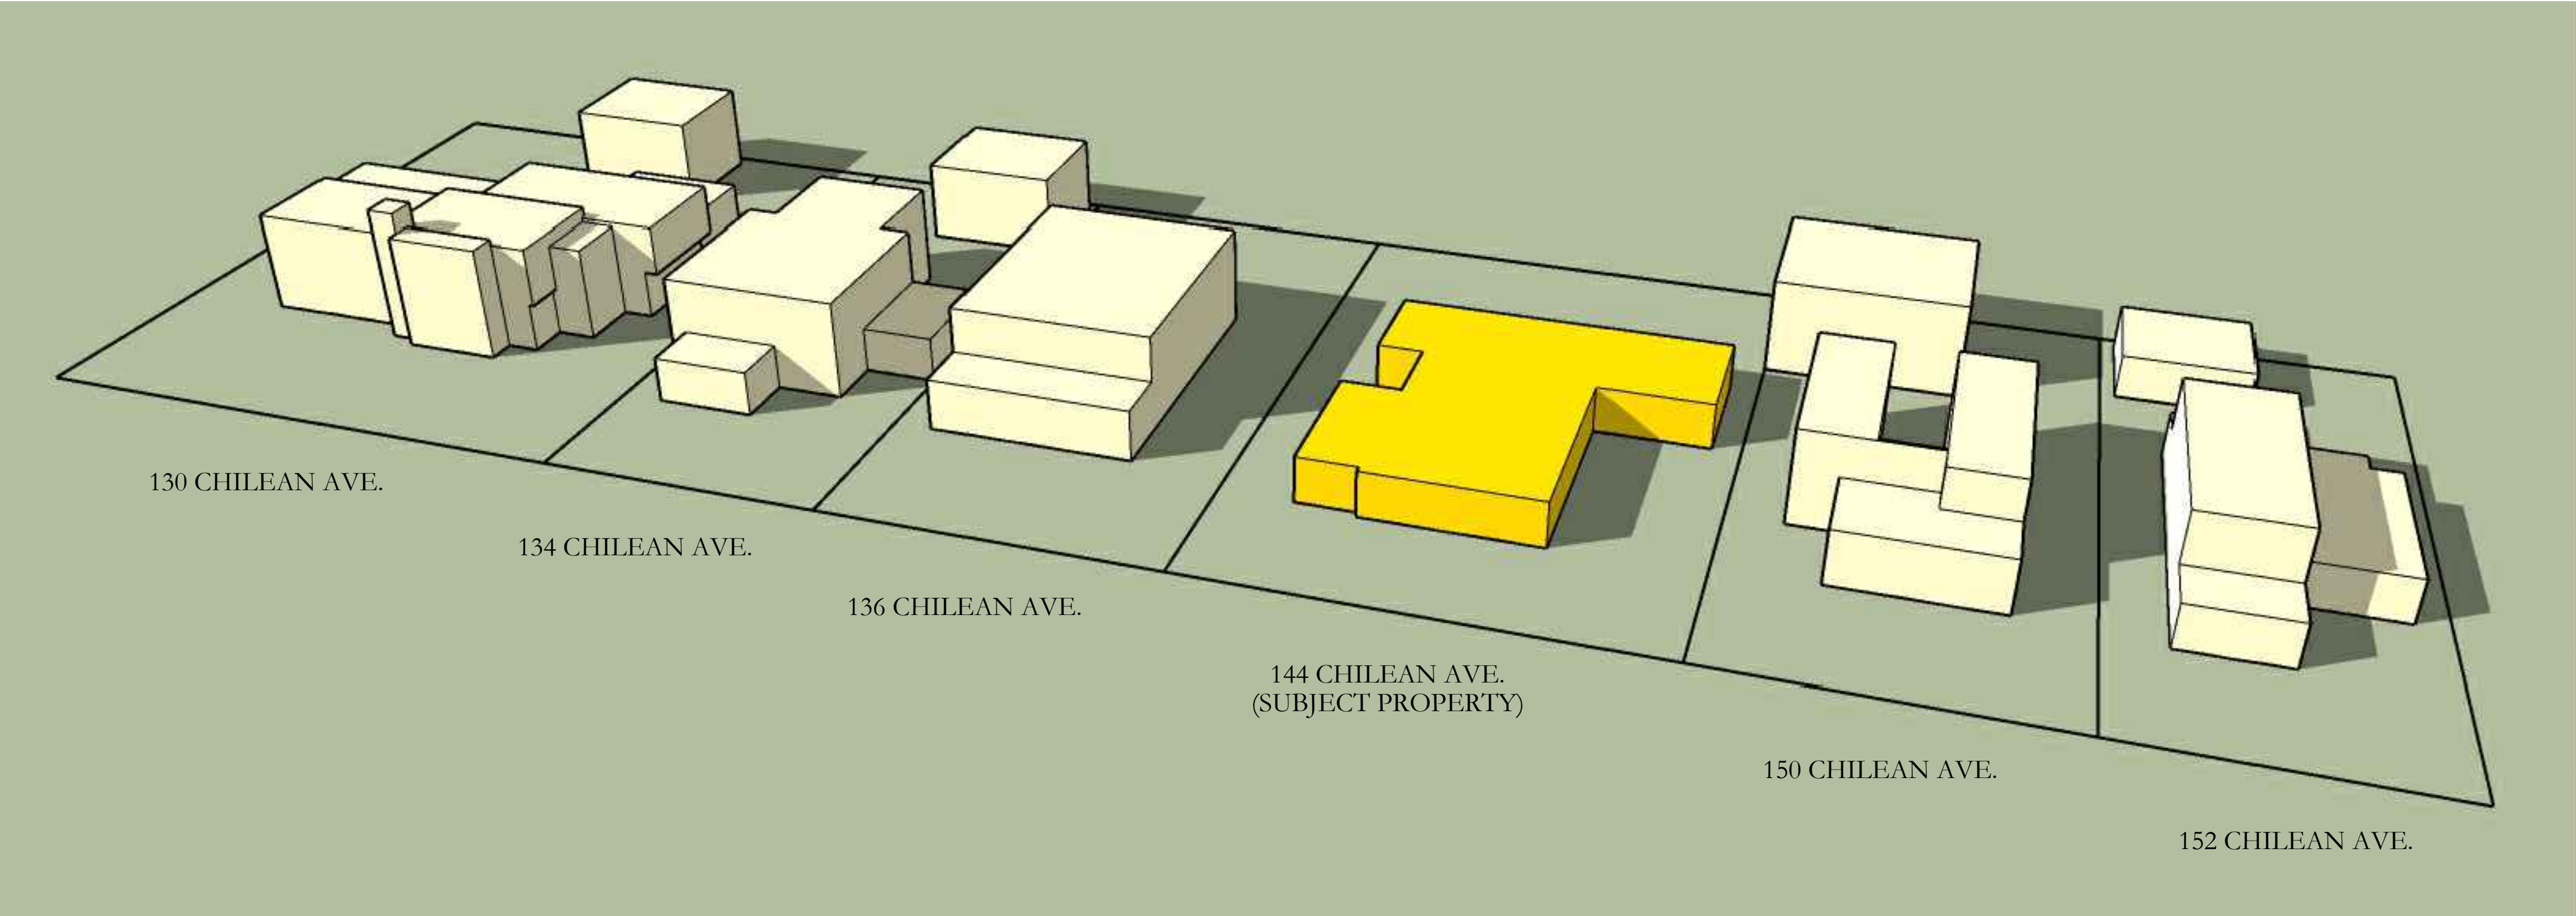 130 CHILEAN AVE.
134 CHILEAN AVE.
136 CHILEAN AVE.
144 CHILEAN AVE.
(SUBJECT PROPERTY)
150 CHILEAN AVE.
152 CHILEAN AVE.